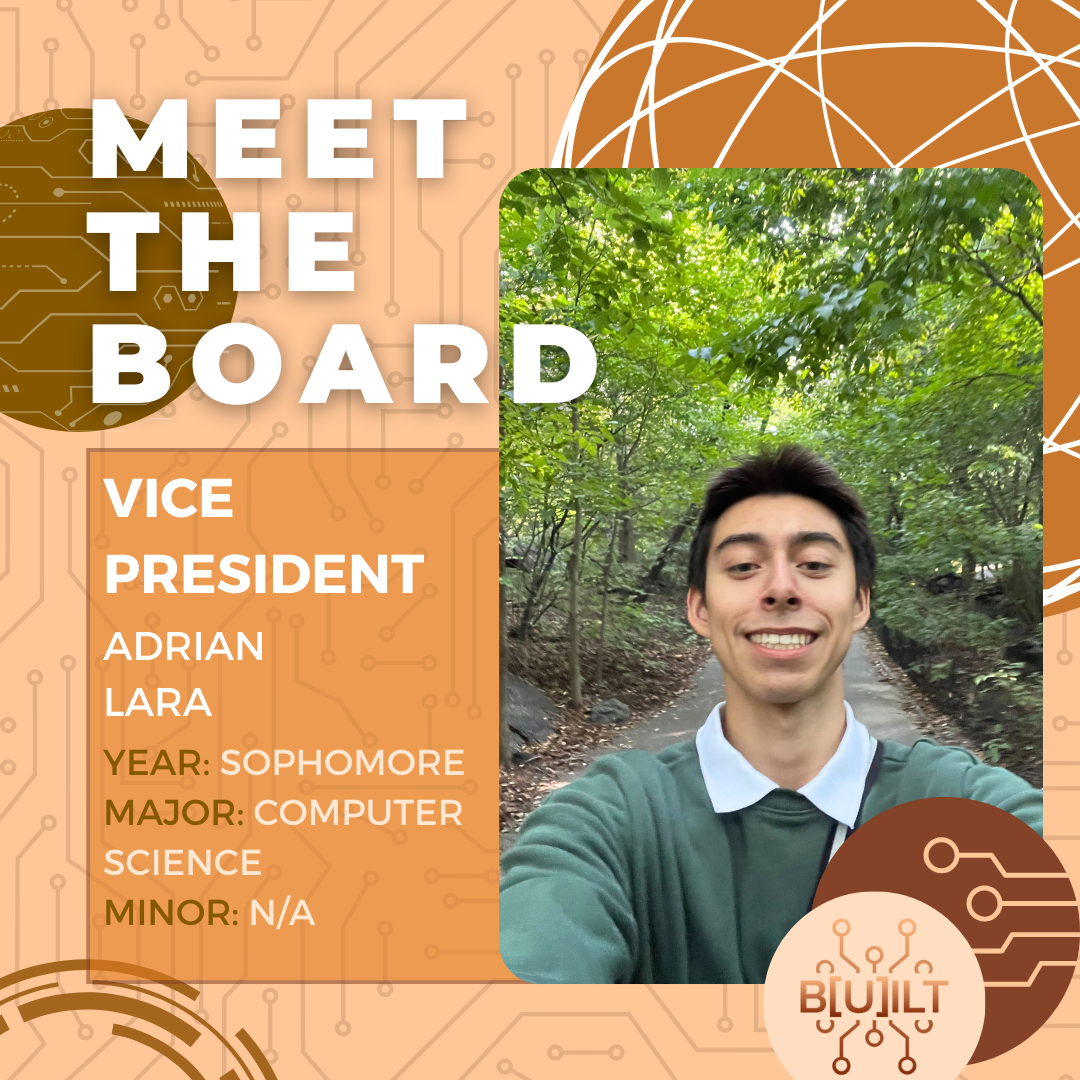 MEET
THE
BOARD
VICE
PRESIDENT
ADRIAN
LARA
YEAR: SOPHOMORE
MAJOR: COMPUTER
SCIENCE
MINOR: N/A
B[U]ILT